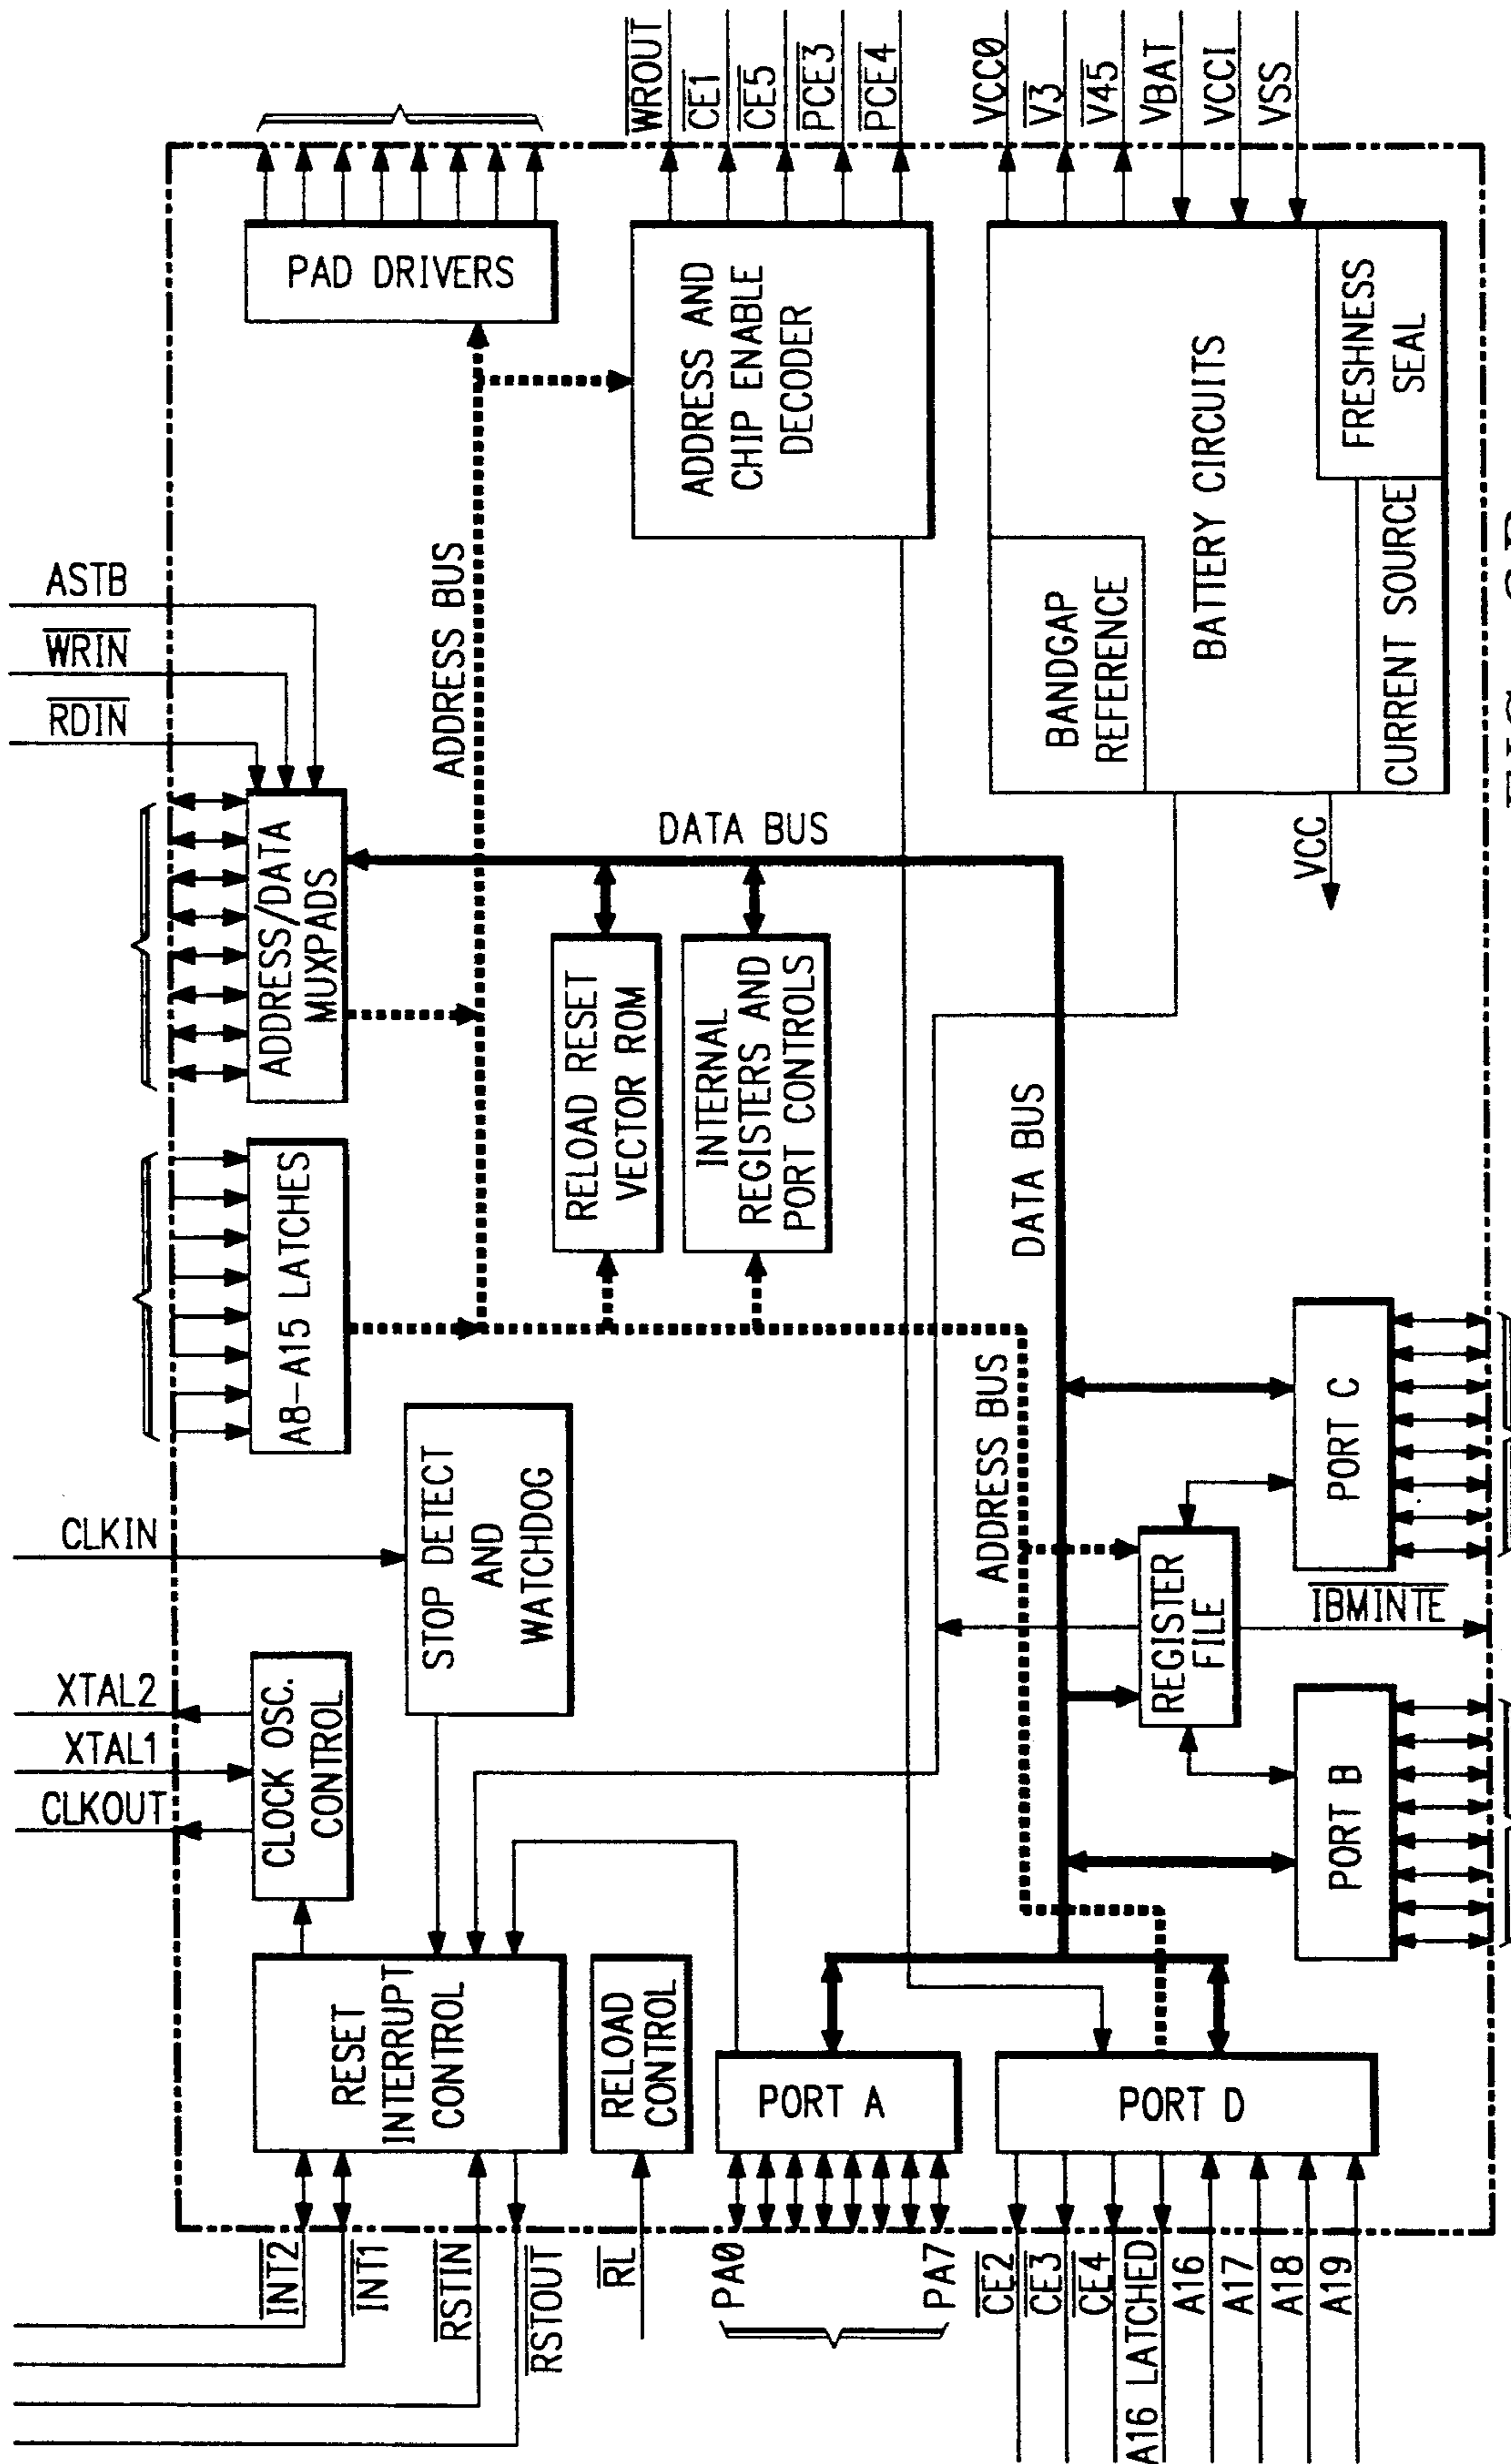 ASTB
WRIN
RDIN
CLKIN
XTAL2
XTAL1
CLKOUT
INT2
INT1
RSTIN
RSTOUT
RL
PA0
PA7
CE2
CE3
CE4
A16 LATCHED
A16
A17
A18
A19
RESET
INTERRUPT
CONTROL
CLOCK OSC.
CONTROL
STOP DETECT
AND
WATCHDOG
A8-A15 LATCHES
ADDRESS/DATA
MUXPADS
PAD DRIVERS
ADDRESS BUS
RELOAD
CONTROL
RELOAD RESET
VECTOR ROM
INTERNAL
REGISTERS AND
PORT CONTROLS
DATA BUS
ADDRESS AND
CHIP ENABLE
DECODER
WROUT
CE1
CE5
PCE3
PCE4
PORT A
PORT D
ADDRESS BUS
DATA BUS
REGISTER
FILE
IBMINTE
PORT B
PORT C
BANDGAP
REFERENCE
BATTERY CIRCUITS
CURRENT SOURCE
FRESHNESS
SEAL
VCC
VCC0
V3
V45
VBAT
VCCI
VSS